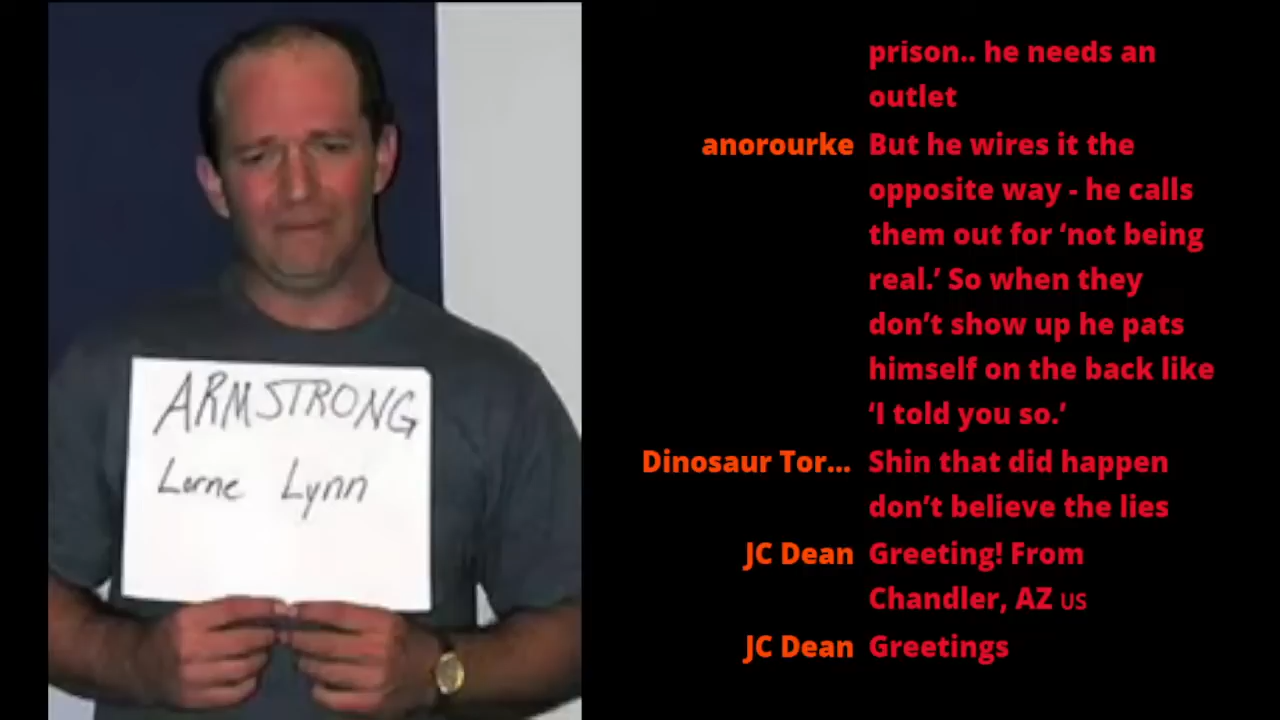 ARMSTRONG
Lorne Lynn
prison.. he needs an
outlet
anorourke But he wires it the
opposite way - he calls
them out for ‘not being
real.’ So when they
don’t show up he pats
himself on the back like
‘I told you so.’
Dinosaur Tor... Shin that did happen
don’t believe the lies
JC Dean Greeting! From
Chandler, AZ US
JC Dean Greetings